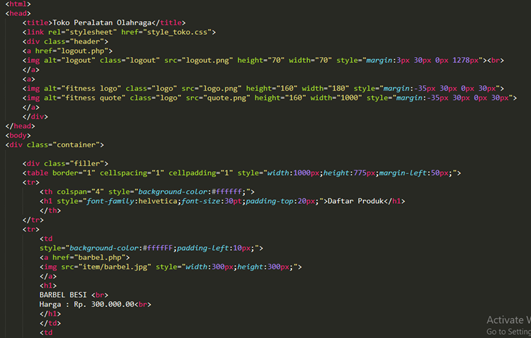 <html>
<head>
<title>Toko Peralatan Olahraga</title>
<link rel="stylesheet" href="style_toko.css">
<div class="header">
<a href="logout.php">
<img alt="logout" class="logout" src="logout.png" height="70" width="70" style="margin:3px 30px 0px 1278px"><br>
</a>
<a>
<img alt="fitness logo" class="logo" src="logo.png" height="160" width="180" style="margin:-35px 30px 0px 30px">
<img alt="fitness quote" class="logo" src="quote.png" height="160" width="1000" style="margin:-35px 30px 0px 30px">
</a>
</div>
</head>
<body>
<div class="container">
<div class="filler">
<table border="1" cellspacing="1" cellpadding="1" style="width:1000px;height:775px;margin-left:50px;">
<tr>
<th colspan="4" style="background-color:#ffffff;">
<h1 style="font-family:helvetica;font-size:30pt;padding-top:20px;">Daftar Produk</h1>
</th>
</tr>
<tr>
<td
style="background-color:#ffffFF;padding-left:10px;">
<a href="barbel.php">
<img src="item/barbel.jpg" style="width:300px;height:300px;">
</a>
<h1>
BARBEL BESI <br>
Harga : Rp. 300.000.00<br>
</h1>
</td>
<td
Activate W
Go to Setting